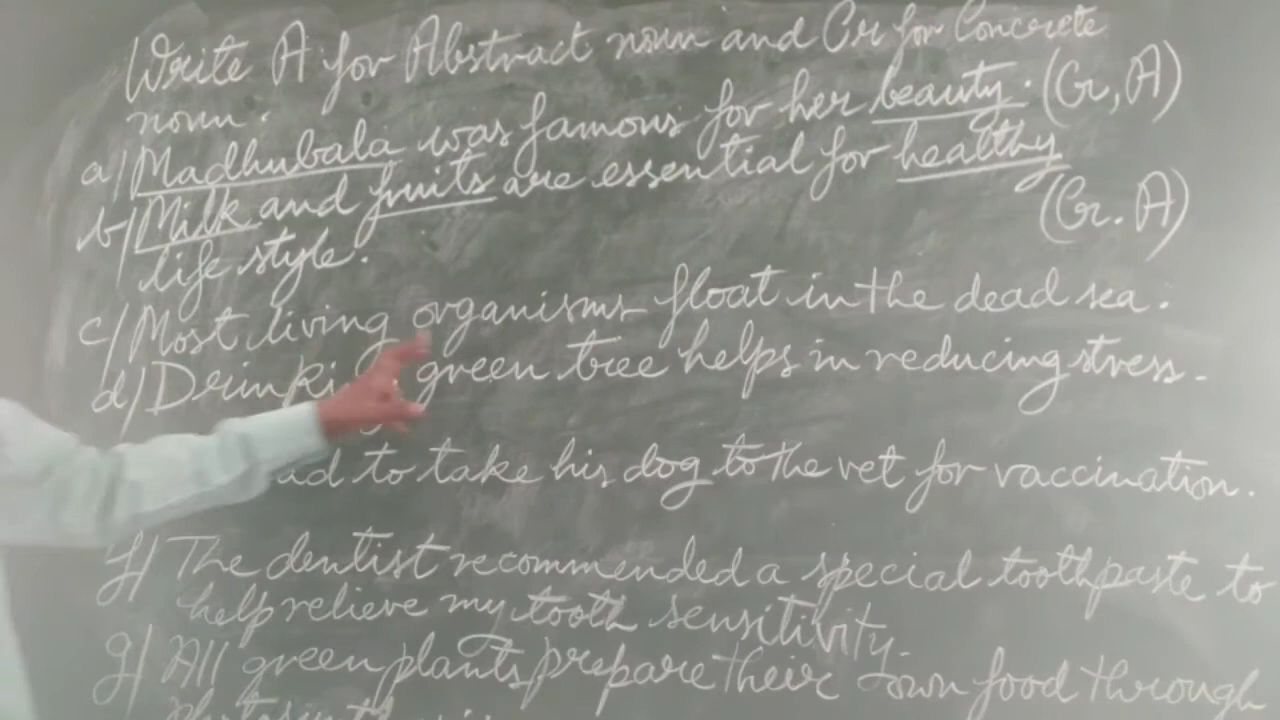 Write A for Abstract noun and Cr for Concrete
noun.
a) Madhubala was famous for her beauty. (Cr, A)
b) Milk and fruits are essential for healthy
life style. (Cr. A)
c) Most living organisms float in the dead sea.
d) green tree helps in reducing stress.
to take his dog to the vet for vaccination.
f) The dentist recommended a special toothpaste to
help relieve my tooth sensitivity.
g) All green plants prepare their own food through